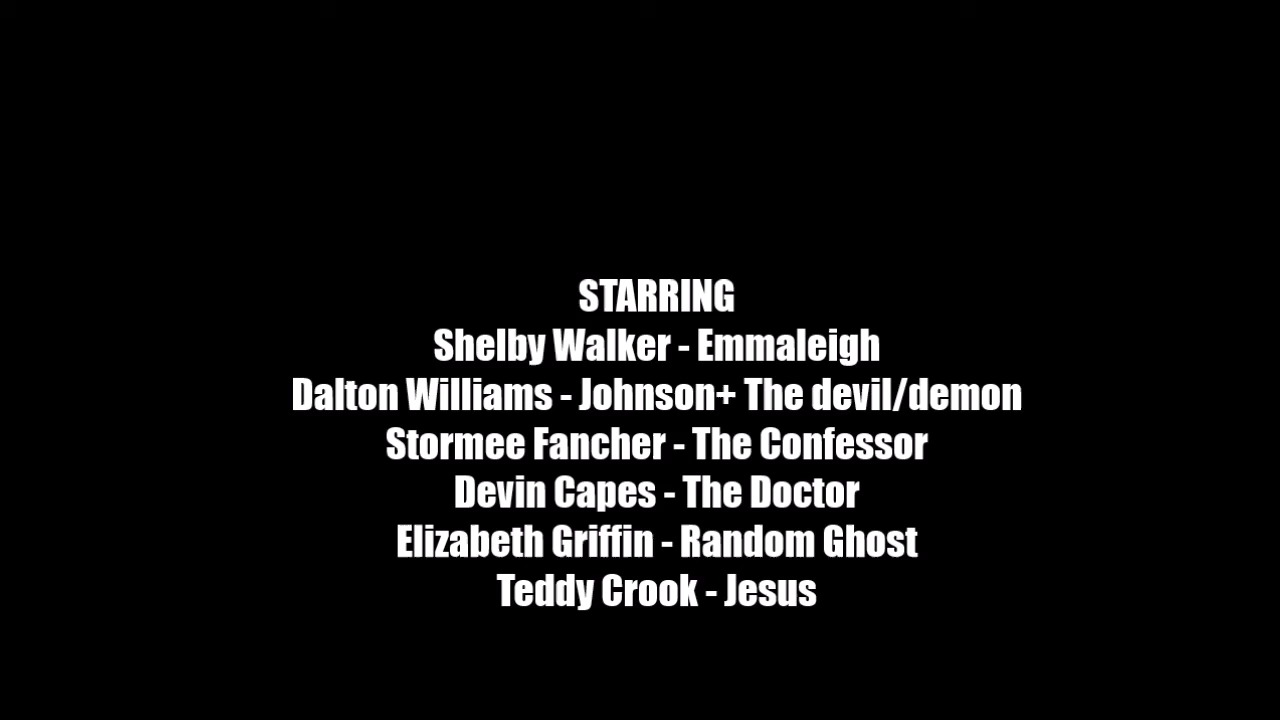 STARRING
Shelby Walker - Emmaleigh
Dalton Williams - Johnson+ The devil/demon
Stormee Fancher - The Confessor
Devin Capes - The Doctor
Elizabeth Griffin - Random Ghost
Teddy Crook - Jesus